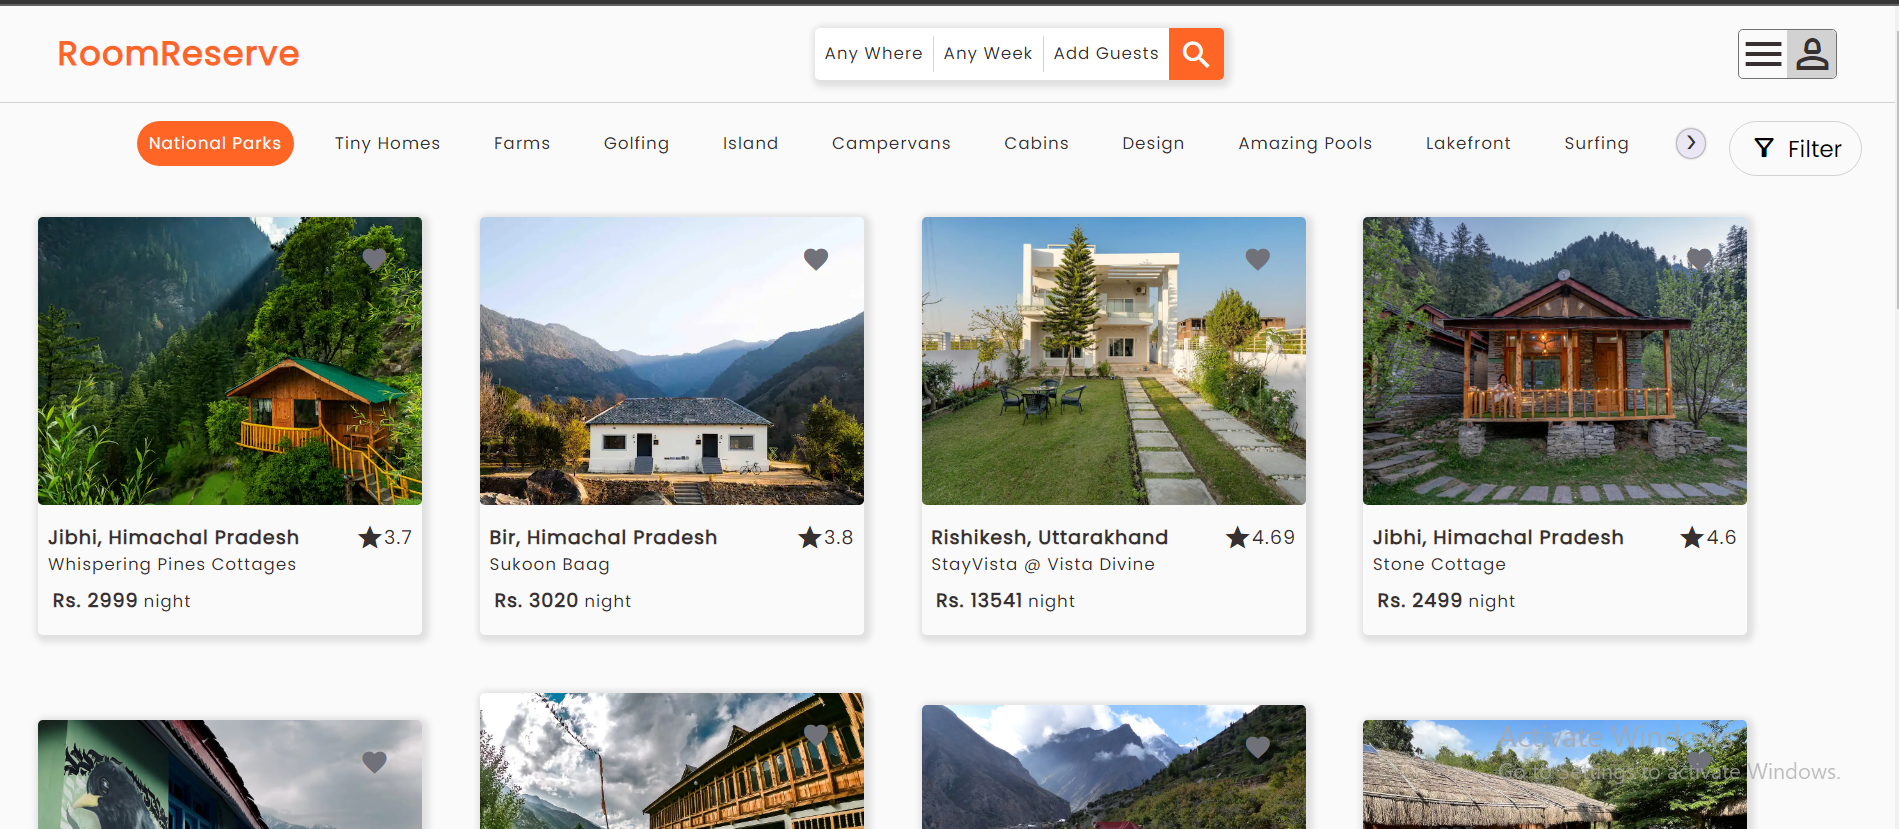 RoomReserve
Any Where
Any Week
Add Guests
National Parks
Tiny Homes
Farms
Golfing
Island
Campervans
Cabins
Design
Amazing Pools
Lakefront
Surfing
Filter
Jibhi, Himachal Pradesh
3.7
Whispering Pines Cottages
Rs. 2999 night
Bir, Himachal Pradesh
3.8
Sukoon Baag
Rs. 3020 night
Rishikesh, Uttarakhand
4.69
StayVista @ Vista Divine
Rs. 13541 night
Jibhi, Himachal Pradesh
4.6
Stone Cottage
Rs. 2499 night
Activate Windows
Go to Settings to activate Windows.